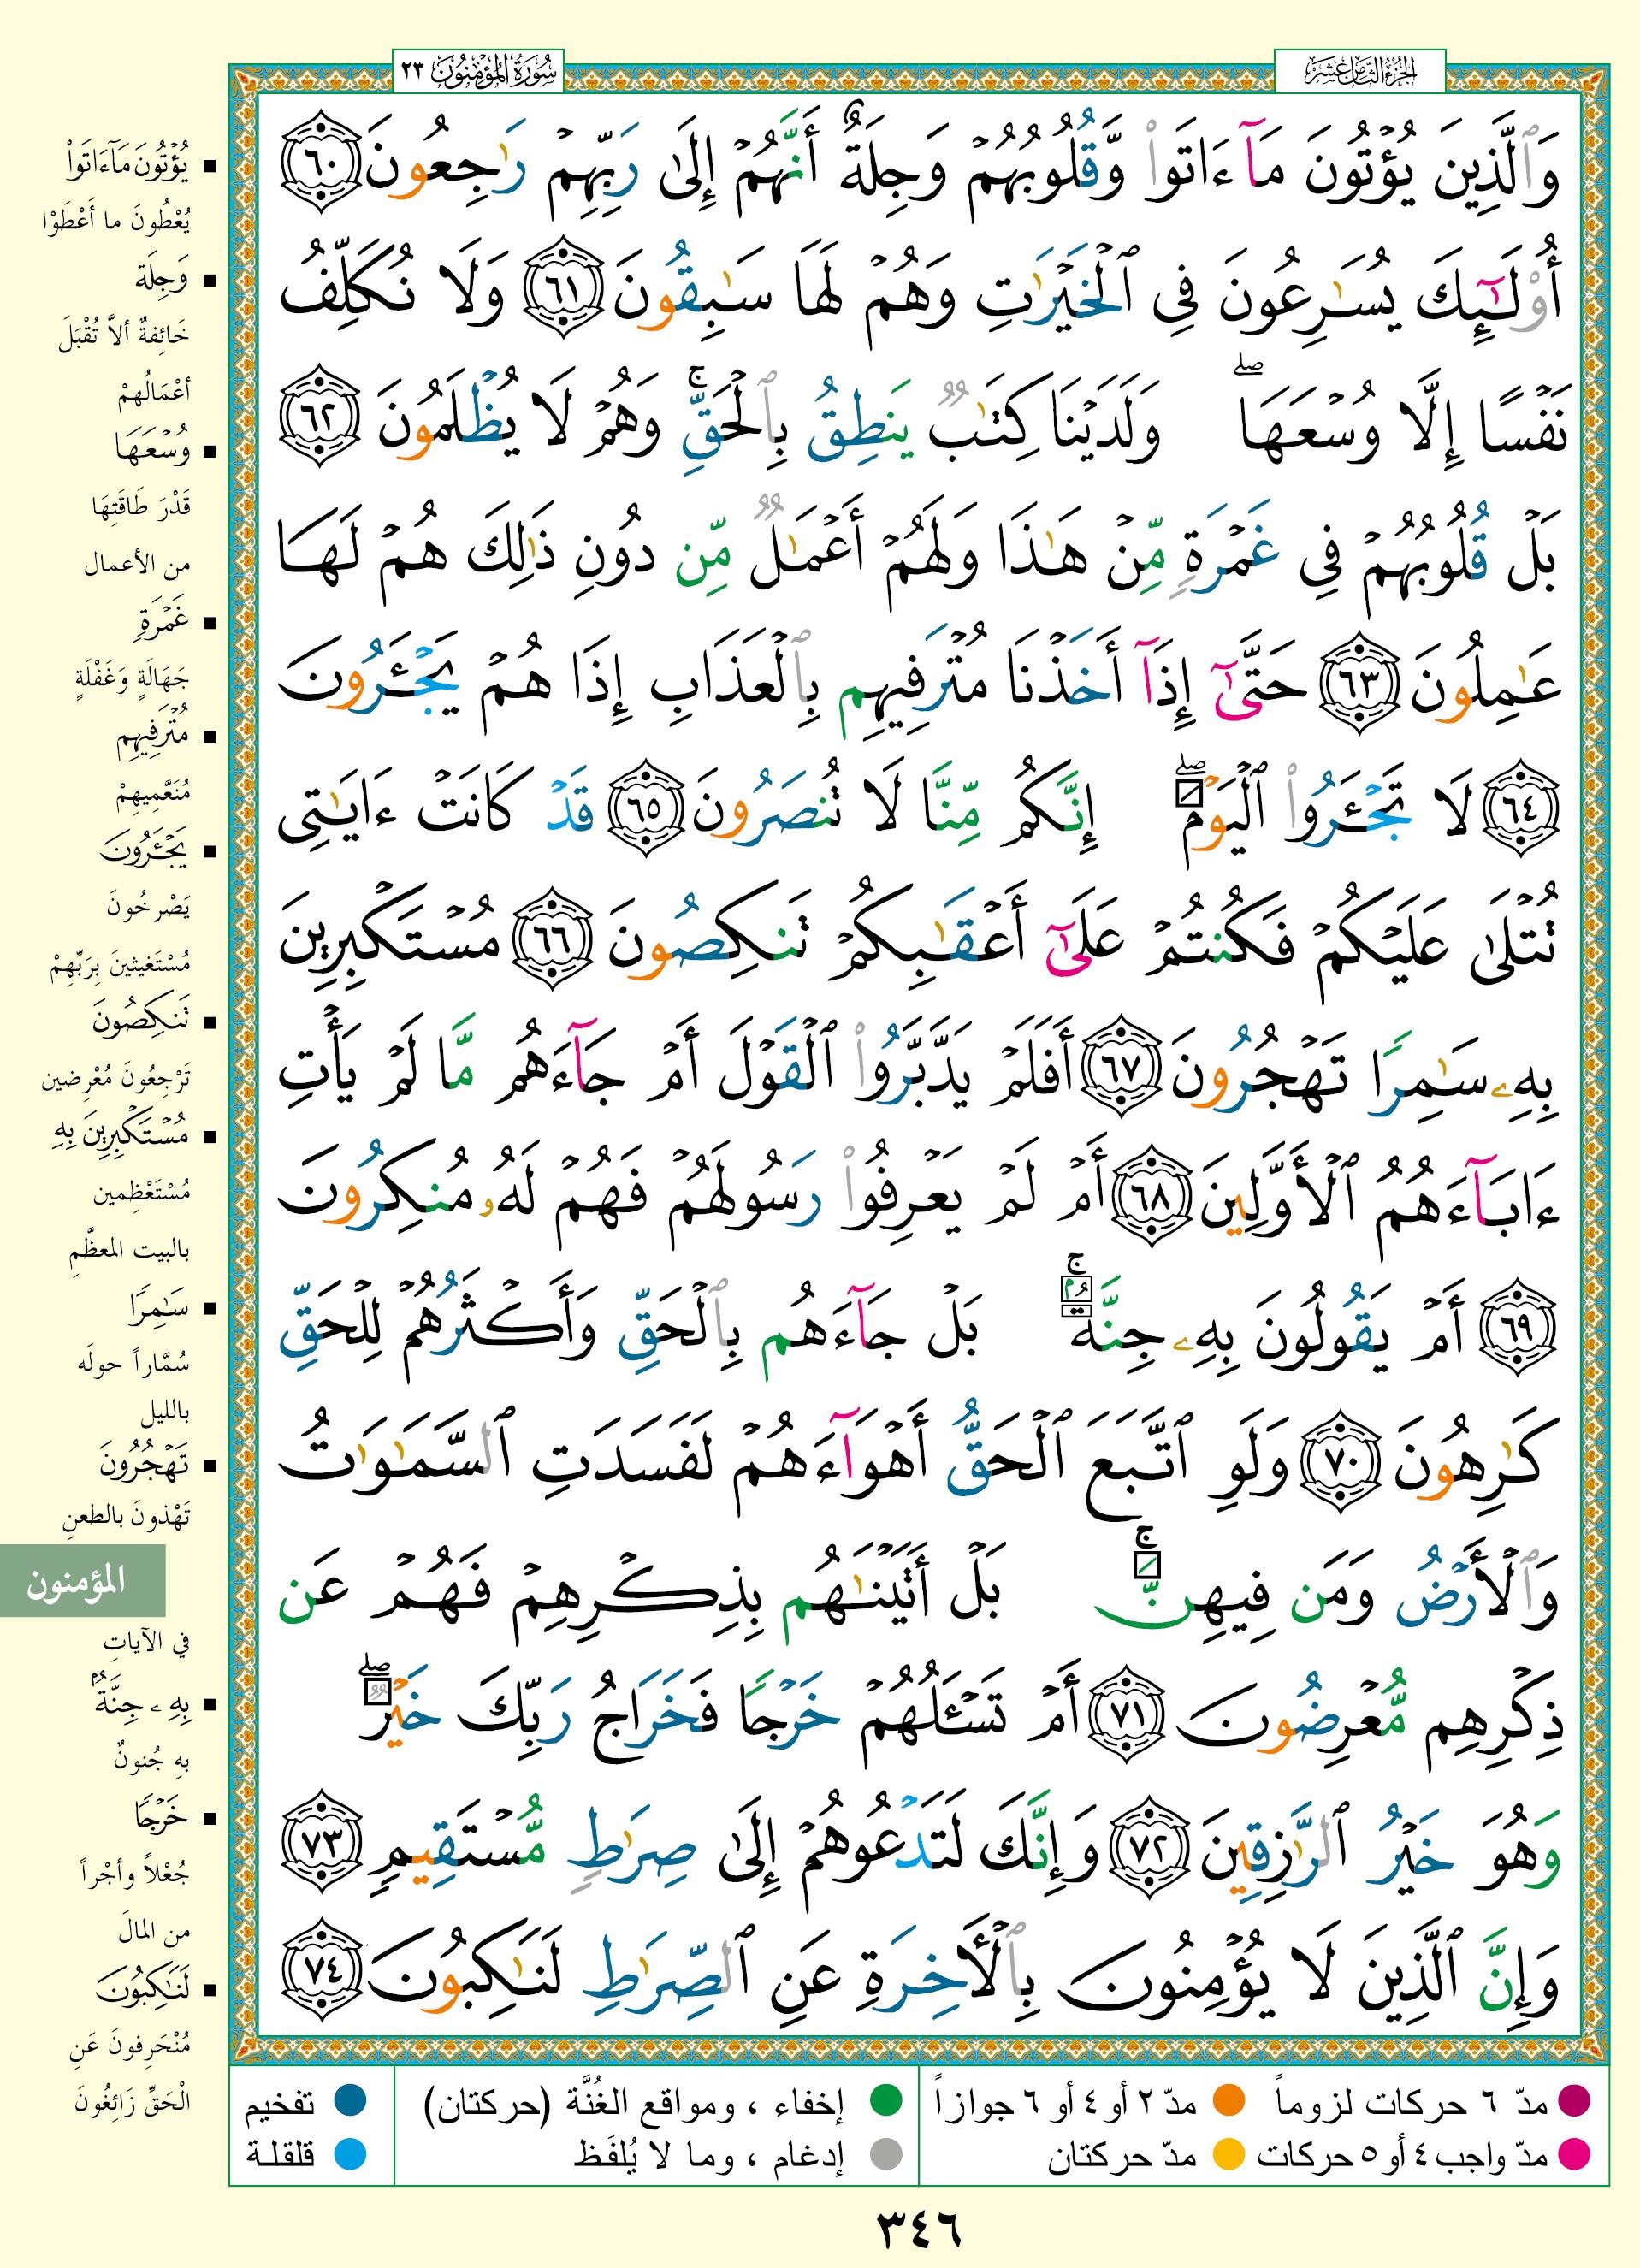 الجزء الثامن عشر
سُورَةُ المُؤْمِنُونَ ٢٣
وَٱلَّذِينَ يُؤْتُونَ مَآ ءَاتَوا۟ وَّقُلُوبُهُمْ وَجِلَةٌ أَنَّهُمْ إِلَىٰ رَبِّهِمْ رَٰجِعُونَ ٦٠
أُو۟لَـٰٓئِكَ يُسَـٰرِعُونَ فِى ٱلْخَيْرَٰتِ وَهُمْ لَهَا سَـٰبِقُونَ ٦١ وَلَا نُكَلِّفُ
نَفْسًا إِلَّا وُسْعَهَا ۖ وَلَدَيْنَا كِتَـٰبٌ يَنطِقُ بِٱلْحَقِّ ۚ وَهُمْ لَا يُظْلَمُونَ ٦٢
بَلْ قُلُوبُهُمْ فِى غَمْرَةٍ مِّنْ هَـٰذَا وَلَهُمْ أَعْمَـٰلٌ مِّن دُونِ ذَٰلِكَ هُمْ لَهَا
عَـٰمِلُونَ ٦٣ حَتَّىٰٓ إِذَآ أَخَذْنَا مُتْرَفِيهِم بِٱلْعَذَابِ إِذَا هُمْ يَجْـَٔرُونَ
٦٤ لَا تَجْـَٔرُوا۟ ٱلْيَوْمَ ۖ إِنَّكُم مِّنَّا لَا تُنصَرُونَ ٦٥ قَدْ كَانَتْ ءَايَـٰتِى
تُتْلَىٰ عَلَيْكُمْ فَكُنتُمْ عَلَىٰٓ أَعْقَـٰبِكُمْ تَنكِصُونَ ٦٦ مُسْتَكْبِرِينَ
بِهِۦ سَـٰمِرًا تَهْجُرُونَ ٦٧ أَفَلَمْ يَدَّبَّرُوا۟ ٱلْقَوْلَ أَمْ جَآءَهُم مَّا لَمْ يَأْتِ
ءَابَآءَهُمُ ٱلْأَوَّلِينَ ٦٨ أَمْ لَمْ يَعْرِفُوا۟ رَسُولَهُمْ فَهُمْ لَهُۥ مُنكِرُونَ
٦٩ أَمْ يَقُولُونَ بِهِۦ جِنَّةٌۢ ۚ بَلْ جَآءَهُم بِٱلْحَقِّ وَأَكْثَرُهُمْ لِلْحَقِّ
كَـٰرِهُونَ ٧٠ وَلَوِ ٱتَّبَعَ ٱلْحَقُّ أَهْوَآءَهُمْ لَفَسَدَتِ ٱلسَّمَـٰوَٰتُ
وَٱلْأَرْضُ وَمَن فِيهِنَّ ۚ بَلْ أَتَيْنَـٰهُم بِذِكْرِهِمْ فَهُمْ عَن
ذِكْرِهِم مُّعْرِضُونَ ٧١ أَمْ تَسْـَٔلُهُمْ خَرْجًا فَخَرَاجُ رَبِّكَ خَيْرٌ ۖ
وَهُوَ خَيْرُ ٱلرَّٰزِقِينَ ٧٢ وَإِنَّكَ لَتَدْعُوهُمْ إِلَىٰ صِرَٰطٍ مُّسْتَقِيمٍ ٧٣
وَإِنَّ ٱلَّذِينَ لَا يُؤْمِنُونَ بِٱلْـَٔاخِرَةِ عَنِ ٱلصِّرَٰطِ لَنَـٰكِبُونَ ٧٤
■ يُؤْتُونَ مَآ ءَاتَوا۟
يُعْطُونَ ما أَعْطَوْا
■ وَجِلَة
خَائِفةٌ ألاَّ تُقْبَلَ
أعْمَالُهمْ
■ وُسْعَهَا
قَدْرَ طَاقَتِهَا
من الأعمال
■ غَمْرَةٍ
جَهَالَةٍ وَغَفْلَةٍ
■ مُتْرَفِيهِم
مُنَعَّمِيهِمْ
■ يَجْـَٔرُونَ
يَصْرخُونَ
مُسْتَغيثينَ بِرَبِّهِمْ
■ تَنكِصُونَ
تَرْجِعُونَ مُعْرِضين
■ مُسْتَكْبِرِينَ بِهِ
مُسْتَعْظِمين
بالبيت المعظَّمِ
■ سَـٰمِرًا
سُمَّاراً حولَه
بالليل
■ تَهْجُرُونَ
تَهْذونَ بالطعنِ
المؤمنون
في الآياتِ
■ بِهِۦ جِنَّةٌۢ
بهِ جُنونٌ
■ خَرْجًا
جُعْلاً وأجْراً
من المالَ
■ لَنَـٰكِبُونَ
مُنْحَرِفونَ عَنِ
الْحَقِّ زَائِغُونَ
مدّ ٦ حركات لزوماً مدّ ٢ أو ٤ أو ٦ جوازاً إخفاء ، ومواقع الغُنَّة (حركتان) تفخيم
مدّ واجب ٤ أو ٥ حركات مدّ حركتان إدغام ، وما لا يُلفَظ قلقلة
٣٤٦